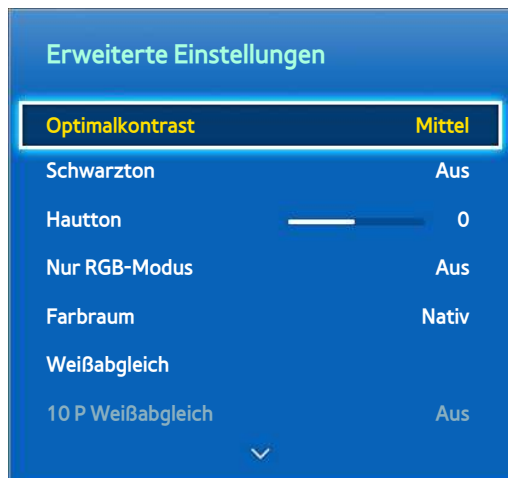 Erweiterte Einstellungen
Optimalkontrast Mittel
Schwarzton Aus
Hautton 0
Nur RGB-Modus Aus
Farbraum Nativ
Weißabgleich
10 P Weißabgleich Aus